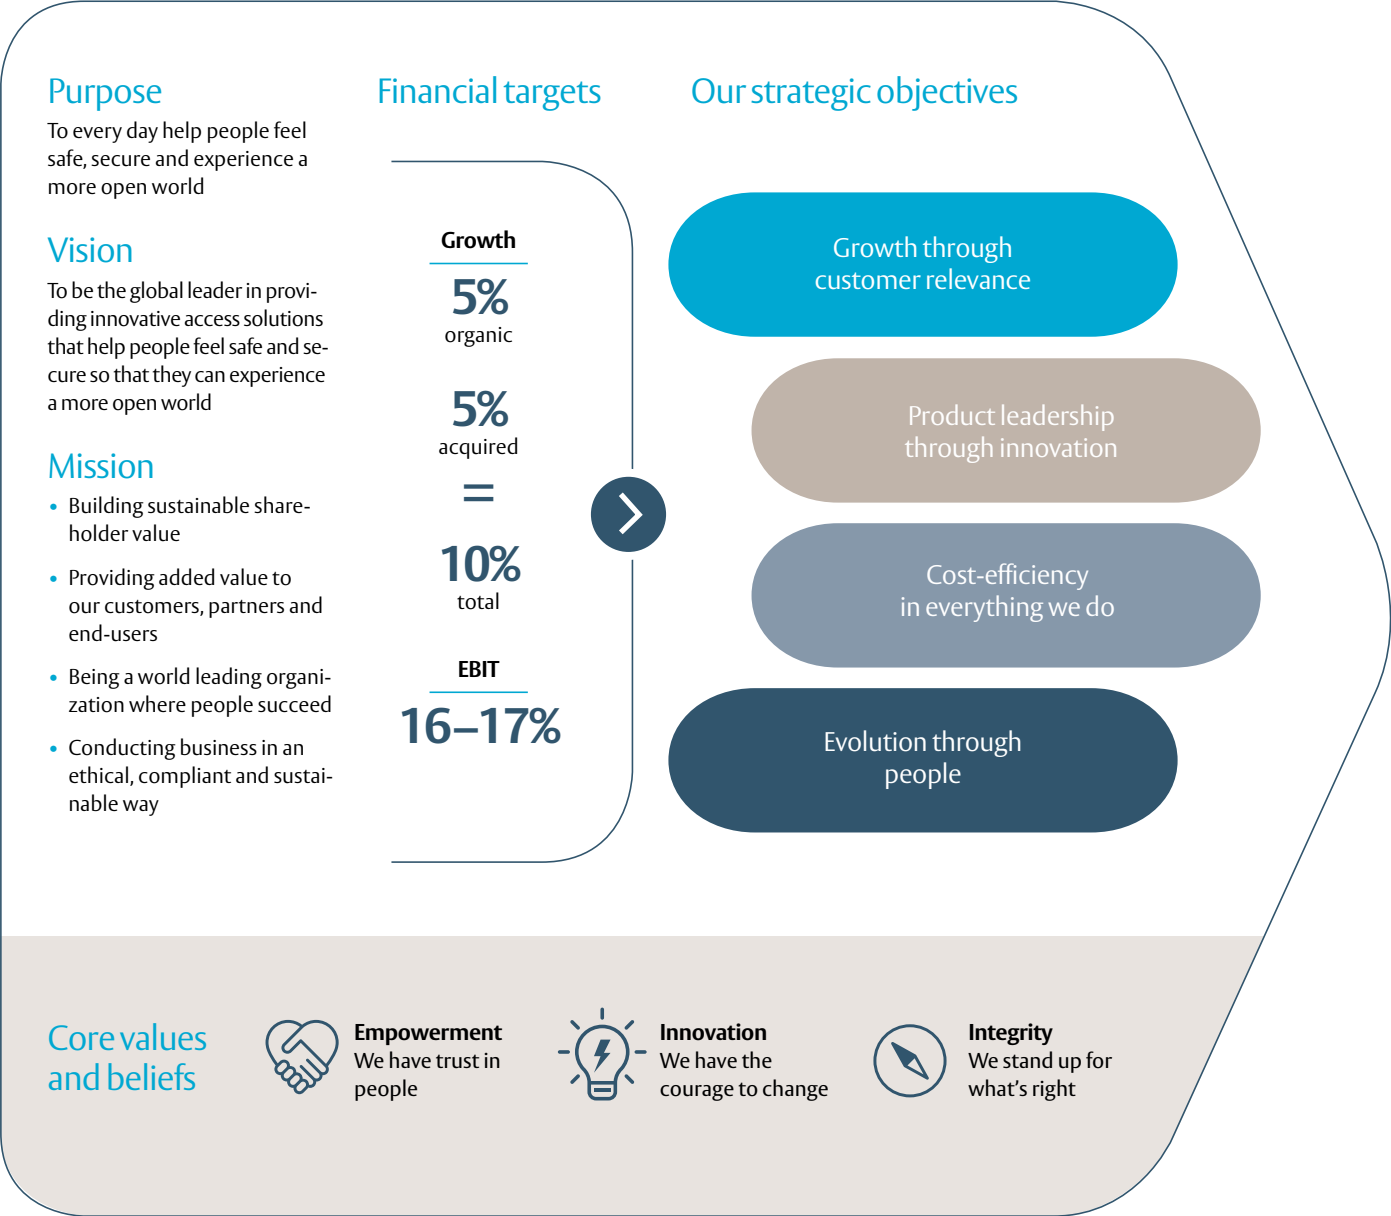 Purpose
To every day help people feel
safe, secure and experience a
more open world
Vision
To be the global leader in provi-
ding innovative access solutions
that help people feel safe and se-
cure so that they can experience
a more open world
Mission
• Building sustainable share-
holder value
• Providing added value to
our customers, partners and
end-users
• Being a world leading organi-
zation where people succeed
• Conducting business in an
ethical, compliant and sustai-
nable way
Financial targets
Growth
5%
organic
5%
acquired
=
10%
total
EBIT
16–17%
Our strategic objectives
Growth through
customer relevance
Product leadership
through innovation
Cost-efficiency
in everything we do
Evolution through
people
Core values
and beliefs
Empowerment
We have trust in
people
Innovation
We have the
courage to change
Integrity
We stand up for
what’s right